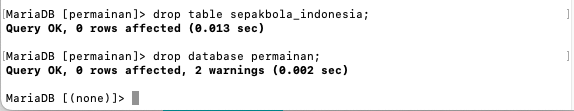 [MariaDB [permainan]> drop table sepakbola_indonesia; ]
Query OK, 0 rows affected (0.013 sec)
[MariaDB [permainan]> drop database permainan; ]
Query OK, 0 rows affected, 2 warnings (0.002 sec)
MariaDB [(none)]>